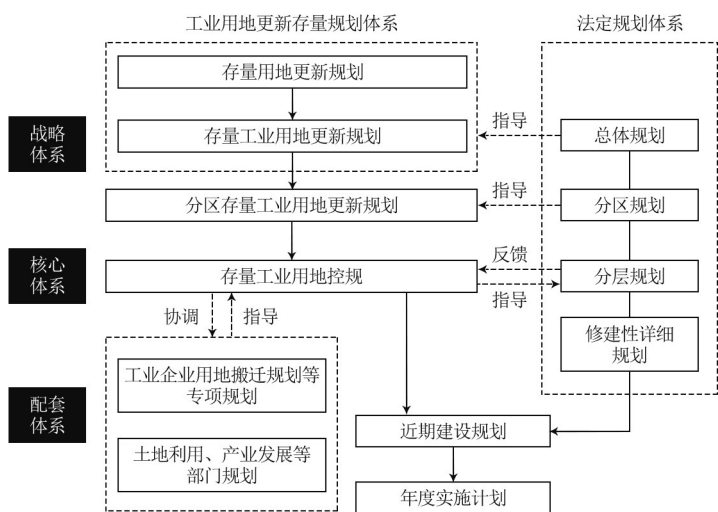 工业用地更新存量规划体系
法定规划体系
存量用地更新规划
战略
体系
存量工业用地更新规划
指导
总体规划
分区存量工业用地更新规划
指导
分区规划
核心
体系
存量工业用地控规
反馈
指导
分层规划
协调
指导
修建性详细
规划
配套
体系
工业企业用地搬迁规划等
专项规划
土地利用、产业发展等
部门规划
近期建设规划
年度实施计划